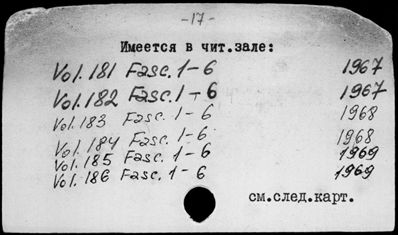 -17-
Имеется в чит.зале:
Vol. 181 Fasc. 1-6 1967
Vol. 182 Fasc. 1-6 1967
Vol. 183 Fasc. 1-6 1968
Vol. 184 Fasc. 1-6 1968
Vol. 185 Fasc. 1-6 1969
Vol. 186 Fasc. 1-6 1969
см.след.карт.